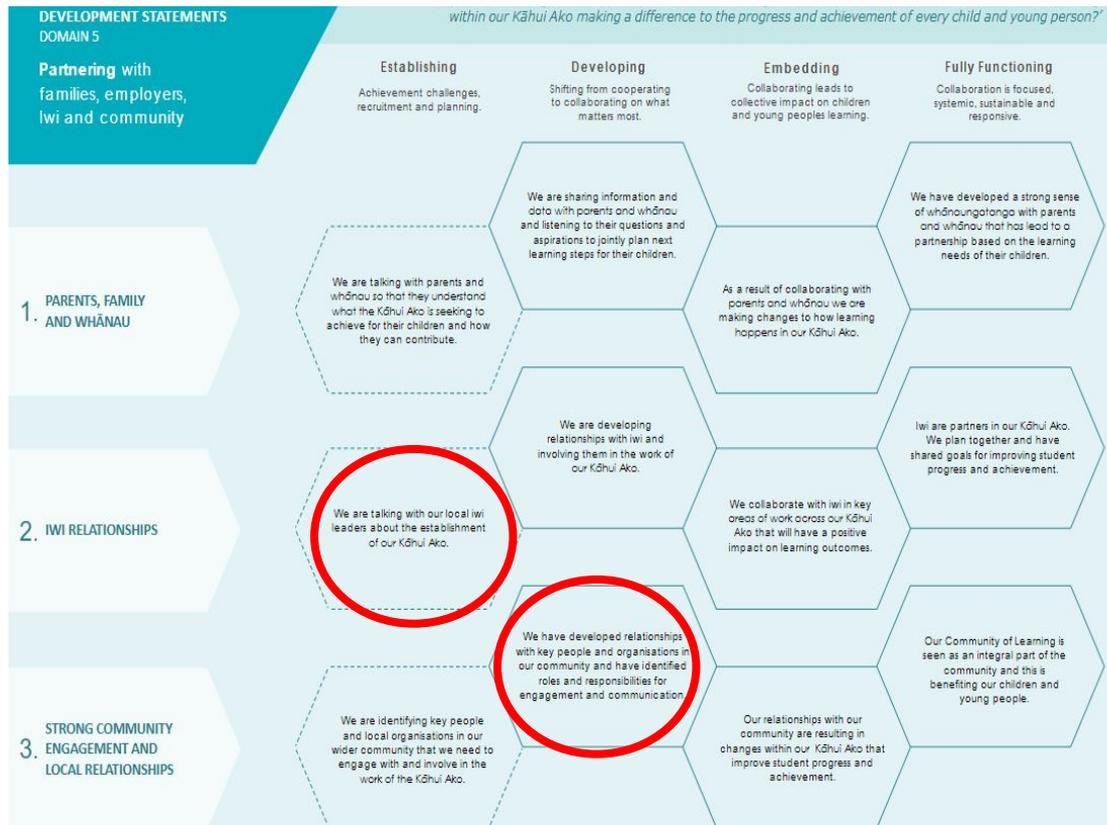 DEVELOPMENT STATEMENTS
DOMAIN 5
Partnering with
families, employers,
Iwi and community
within our Kāhui Ako making a difference to the progress and achievement of every child and young person?'
Establishing
Achievement challenges,
recruitment and planning.
Developing
Shifting from cooperating
to collaborating on what
matters most.
Embedding
Collaborating leads to
collective impact on children
and young peoples learning.
Fully Functioning
Collaboration is focused,
systemic, sustainable and
responsive.
1. PARENTS, FAMILY
AND WHĀNAU
We are talking with parents and
whānau so that they understand
what the Kāhui Ako is seeking to
achieve for their children and how
they can contribute.
We are sharing information and
data with parents and whānau
and listening to their questions and
aspirations to jointly plan next
learning steps for their children.
As a result of collaborating with
parents and whānau we are
making changes to how learning
happens in our Kāhui Ako.
We have developed a strong sense
of whānaungatanga with parents
and whānau that has lead to a
partnership based on the learning
needs of their children.
2. IWI RELATIONSHIPS
We are talking with our local iwi
leaders about the establishment
of our Kāhui Ako.
We are developing
relationships with iwi and
involving them in the work of
our Kāhui Ako.
We collaborate with iwi in key
areas of work across our Kāhui
Ako that will have a positive
impact on learning outcomes.
Iwi are partners in our Kāhui Ako.
We plan together and have
shared goals for improving student
progress and achievement.
3. STRONG COMMUNITY
ENGAGEMENT AND
LOCAL RELATIONSHIPS
We are identifying key people
and local organisations in our
wider community that we need to
engage with and involve in the
work of the Kāhui Ako.
We have developed relationships
with key people and organisations in
our community and have identified
roles and responsibilities for
engagement and communication.
Our relationships with our
community are resulting in
changes within our Kāhui Ako that
improve student progress and
achievement.
Our Community of Learning is
seen as an integral part of the
community and this is
benefiting our children and
young people.